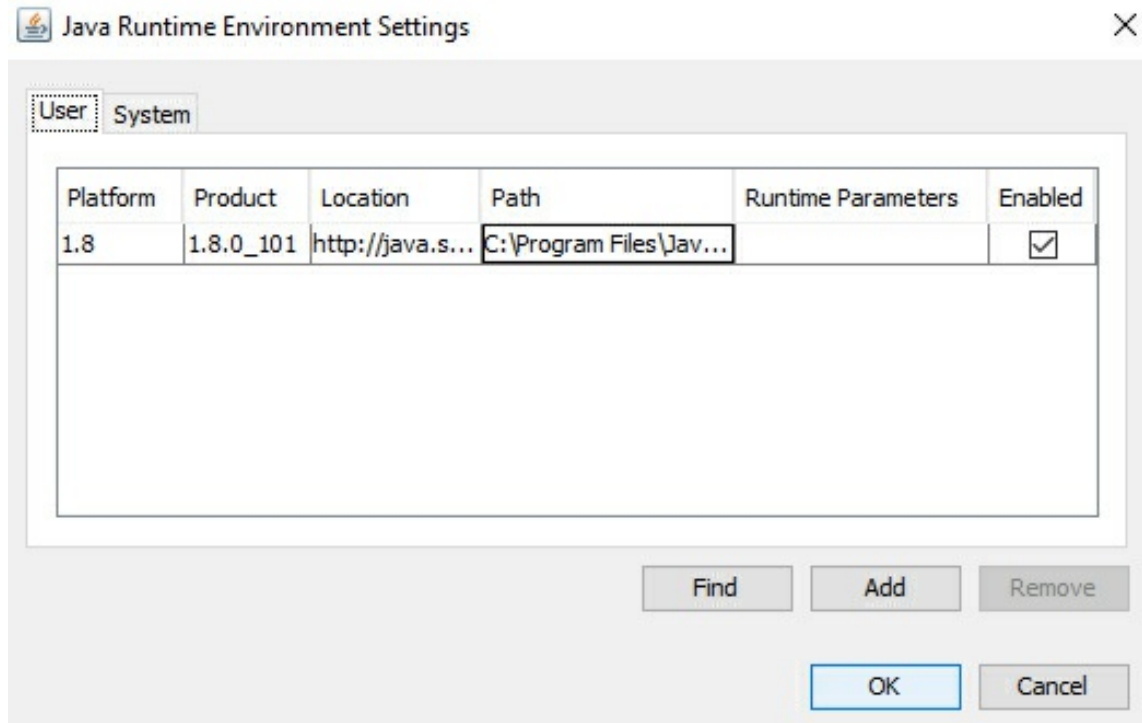 Java Runtime Environment Settings
User System
Platform Product Location Path Runtime Parameters Enabled
1.8 1.8.0_101 http://java.s... C:\Program Files\Jav...
Find Add Remove
OK Cancel